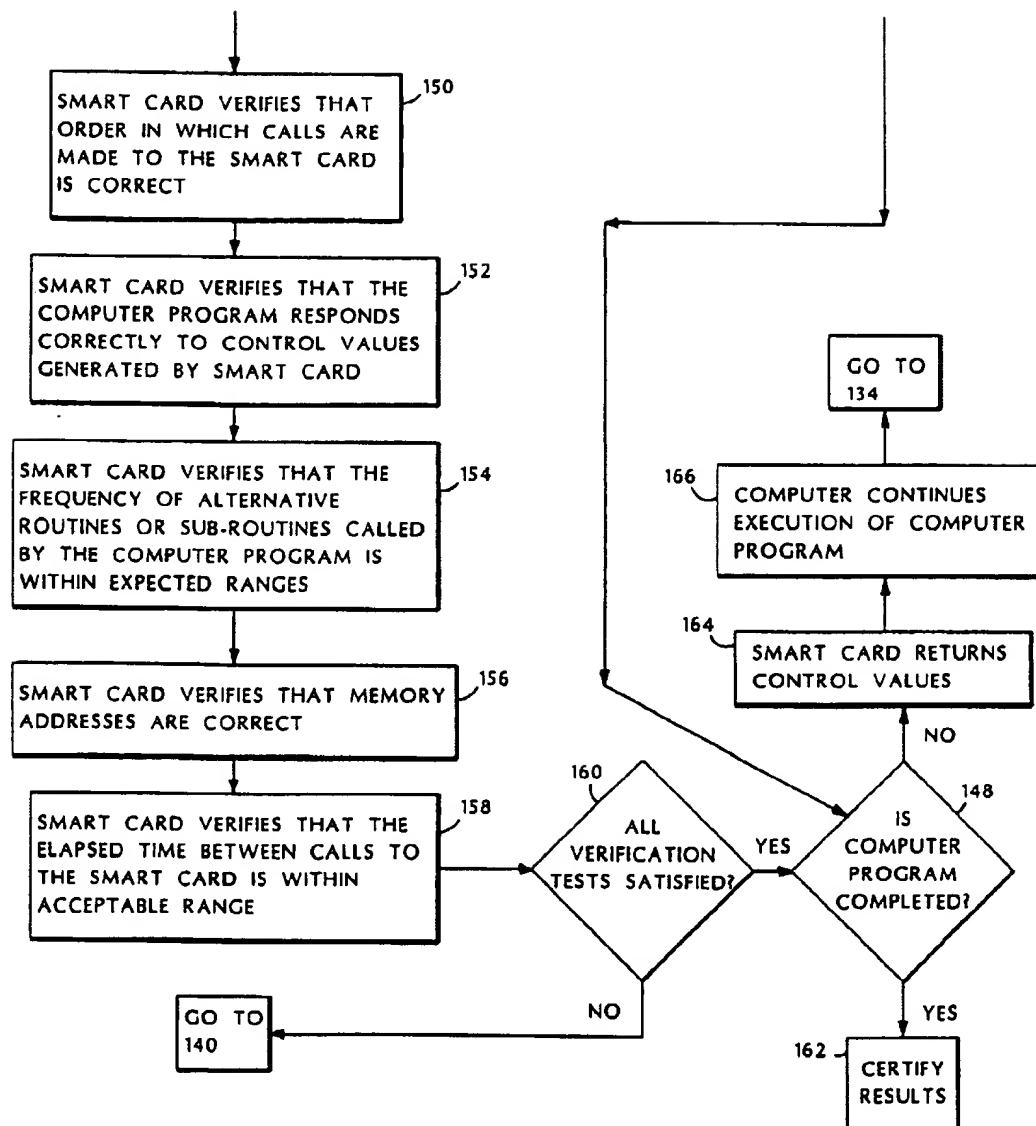 150
SMART CARD VERIFIES THAT
ORDER IN WHICH CALLS ARE
MADE TO THE SMART CARD
IS CORRECT
152
SMART CARD VERIFIES THAT THE
COMPUTER PROGRAM RESPONDS
CORRECTLY TO CONTROL VALUES
GENERATED BY SMART CARD
154
SMART CARD VERIFIES THAT THE
FREQUENCY OF ALTERNATIVE
ROUTINES OR SUB-ROUTINES CALLED
BY THE COMPUTER PROGRAM IS
WITHIN EXPECTED RANGES
156
SMART CARD VERIFIES THAT MEMORY
ADDRESSES ARE CORRECT
158
SMART CARD VERIFIES THAT THE
ELAPSED TIME BETWEEN CALLS TO
THE SMART CARD IS WITHIN
ACCEPTABLE RANGE
160
ALL
VERIFICATION
TESTS SATISFIED?
YES
NO
GO TO
140
GO TO
134
166
COMPUTER CONTINUES
EXECUTION OF COMPUTER
PROGRAM
164
SMART CARD RETURNS
CONTROL VALUES
NO
148
IS
COMPUTER
PROGRAM
COMPLETED?
YES
162
CERTIFY
RESULTS